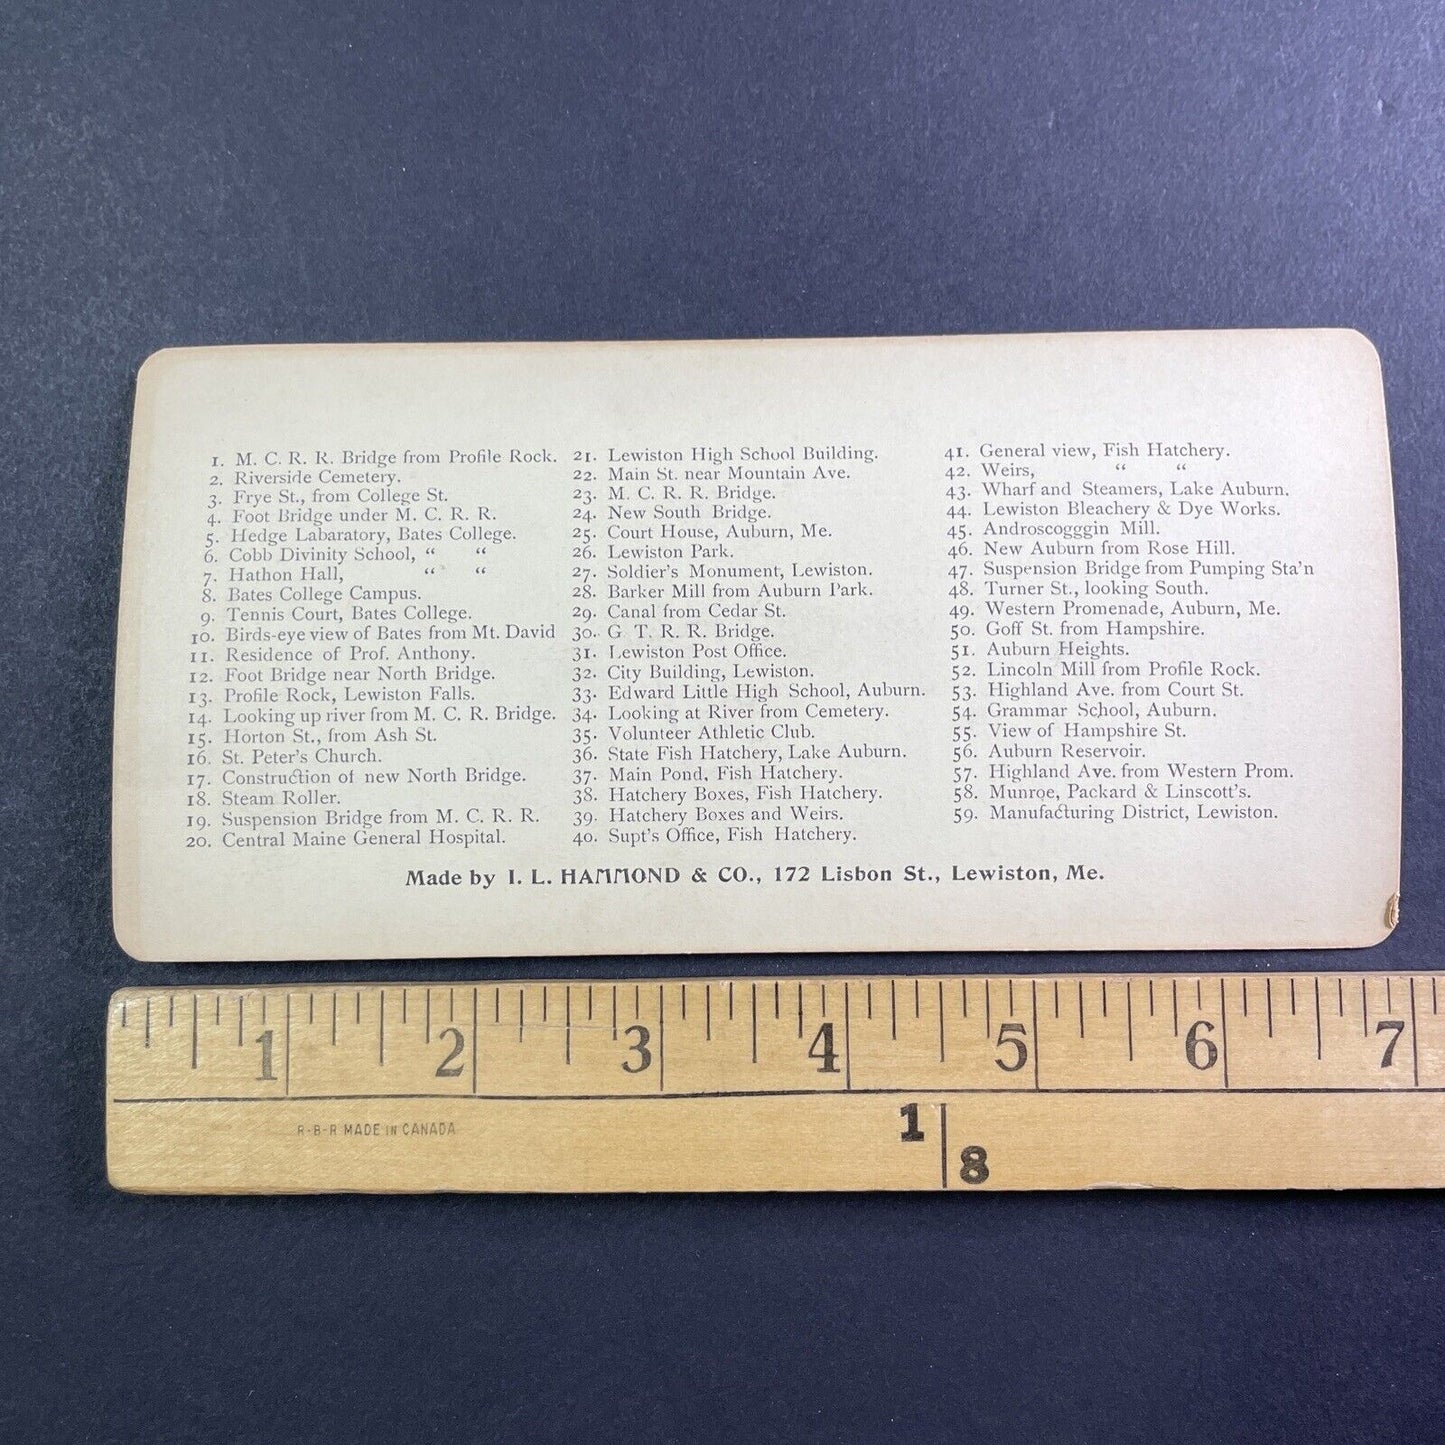 1. M. C. R. R. Bridge from Profile Rock.
2. Riverside Cemetery.
3. Frye St., from College St.
4. Foot Bridge under M. C. R. R.
5. Hedge Labaratory, Bates College.
6. Cobb Divinity School, “ “
7. Hathon Hall, “ “
8. Bates College Campus.
9. Tennis Court, Bates College.
10. Birds-eye view of Bates from Mt. David
11. Residence of Prof. Anthony.
12. Foot Bridge near North Bridge.
13. Profile Rock, Lewiston Falls.
14. Looking up river from M. C. R. Bridge.
15. Horton St., from Ash St.
16. St. Peter's Church.
17. Construction of new North Bridge.
18. Steam Roller.
19. Suspension Bridge from M. C. R. R.
20. Central Maine General Hospital.
21. Lewiston High School Building.
22. Main St. near Mountain Ave.
23. M. C. R. R. Bridge.
24. New South Bridge.
25. Court House, Auburn, Me.
26. Lewiston Park.
27. Soldier's Monument, Lewiston.
28. Barker Mill from Auburn Park.
29. Canal from Cedar St.
30. G T. R. R. Bridge.
31. Lewiston Post Office.
32. City Building, Lewiston.
33. Edward Little High School, Auburn.
34. Looking at River from Cemetery.
35. Volunteer Athletic Club.
36. State Fish Hatchery, Lake Auburn.
37. Main Pond, Fish Hatchery.
38. Hatchery Boxes, Fish Hatchery.
39. Hatchery Boxes and Weirs.
40. Supt's Office, Fish Hatchery.
41. General view, Fish Hatchery.
42. Weirs, “ “
43. Wharf and Steamers, Lake Auburn.
44. Lewiston Bleachery & Dye Works.
45. Androscogggin Mill.
46. New Auburn from Rose Hill.
47. Suspension Bridge from Pumping Sta'n
48. Turner St., looking South.
49. Western Promenade, Auburn, Me.
50. Goff St. from Hampshire.
51. Auburn Heights.
52. Lincoln Mill from Profile Rock.
53. Highland Ave. from Court St.
54. Grammar School, Auburn.
55. View of Hampshire St.
56. Auburn Reservoir.
57. Highland Ave. from Western Prom.
58. Munroe, Packard & Linscott's.
59. Manufacturing District, Lewiston.
Made by I. L. HAMMOND & CO., 172 Lisbon St., Lewiston, Me.
1 2 3 4 5 6 7
R-B-R MADE IN CANADA
1
8